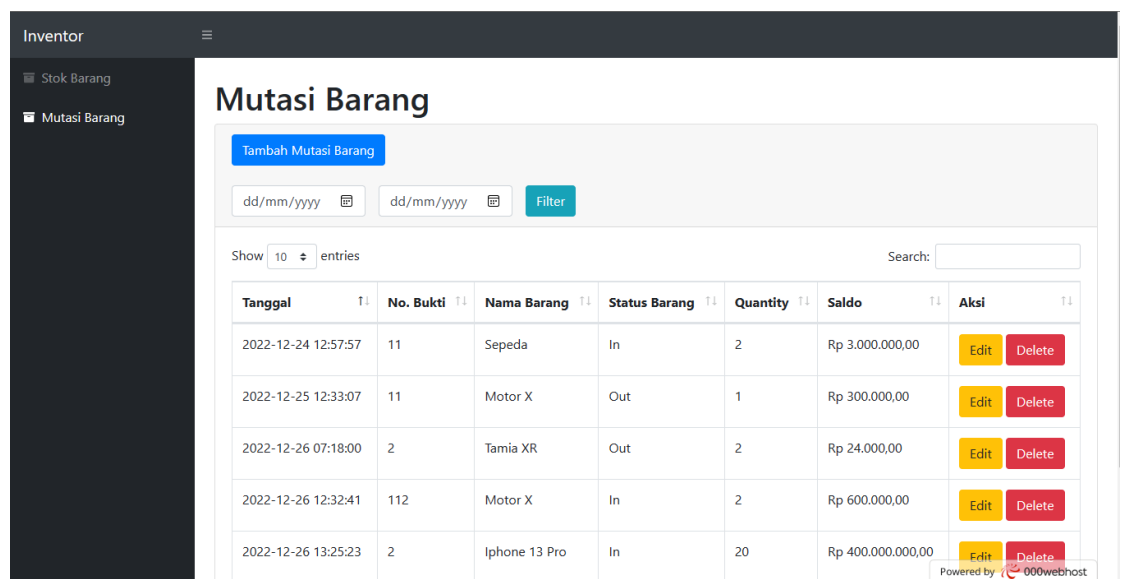 Inventor
Stok Barang
Mutasi Barang
Mutasi Barang
Tambah Mutasi Barang
dd/mm/yyyy dd/mm/yyyy Filter
Show 10 entries Search:
Tanggal No. Bukti Nama Barang Status Barang Quantity Saldo Aksi
2022-12-24 12:57:57 11 Sepeda In 2 Rp 3.000.000,00 Edit Delete
2022-12-25 12:33:07 11 Motor X Out 1 Rp 300.000,00 Edit Delete
2022-12-26 07:18:00 2 Tamia XR Out 2 Rp 24.000,00 Edit Delete
2022-12-26 12:32:41 112 Motor X In 2 Rp 600.000,00 Edit Delete
2022-12-26 13:25:23 2 Iphone 13 Pro In 20 Rp 400.000.000,00 Edit Delete
Powered by 000webhost